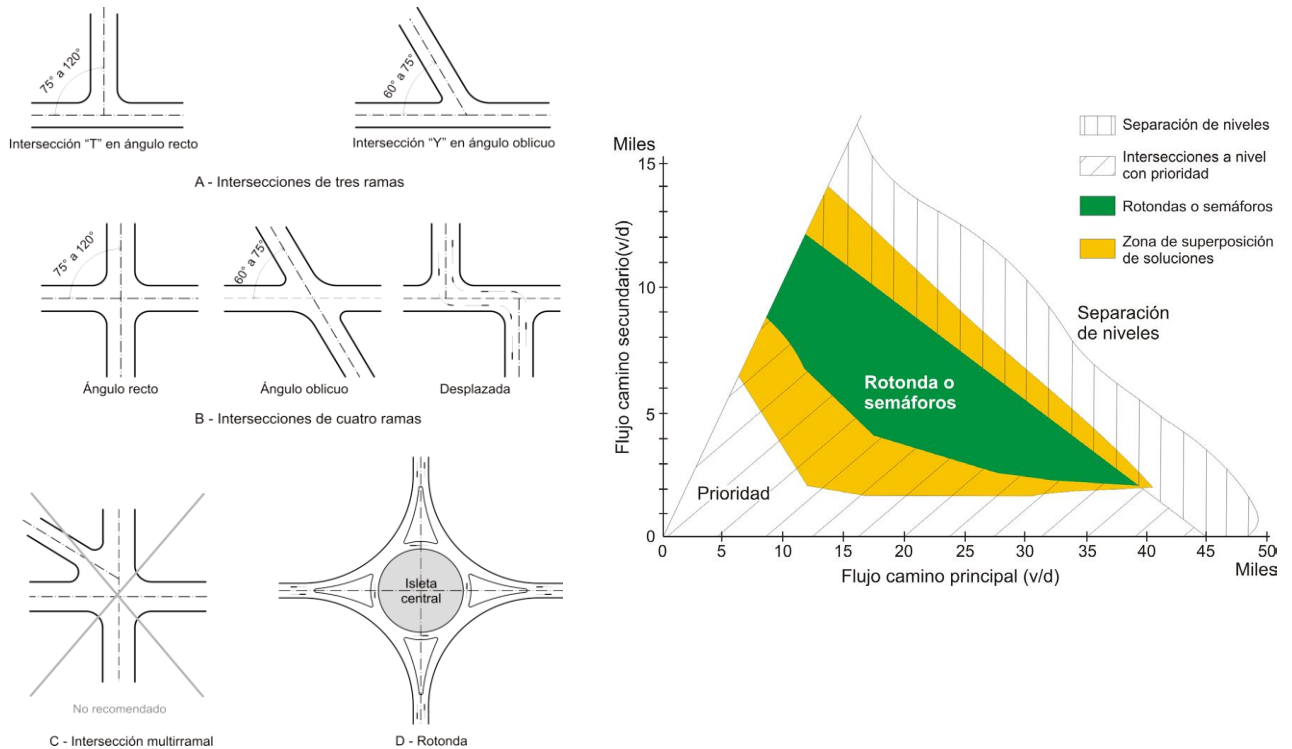 75° a 120°
60° a 75°
Intersección "T" en ángulo recto
Intersección "Y" en ángulo oblicuo
A - Intersecciones de tres ramas
75° a 120°
60° a 75°
Ángulo recto
Ángulo oblicuo
Desplazada
B - Intersecciones de cuatro ramas
No recomendado
C - Intersección multirramal
Isleta
central
D - Rotonda
Miles
15
10
5
0
Flujo camino secundario(v/d)
Separación de niveles
Intersecciones a nivel
con prioridad
Rotondas o semáforos
Zona de superposición
de soluciones
Separación
de niveles
Rotonda o
semáforos
Prioridad
0 5 10 15 20 25 30 35 40 45 50
Miles
Flujo camino principal (v/d)